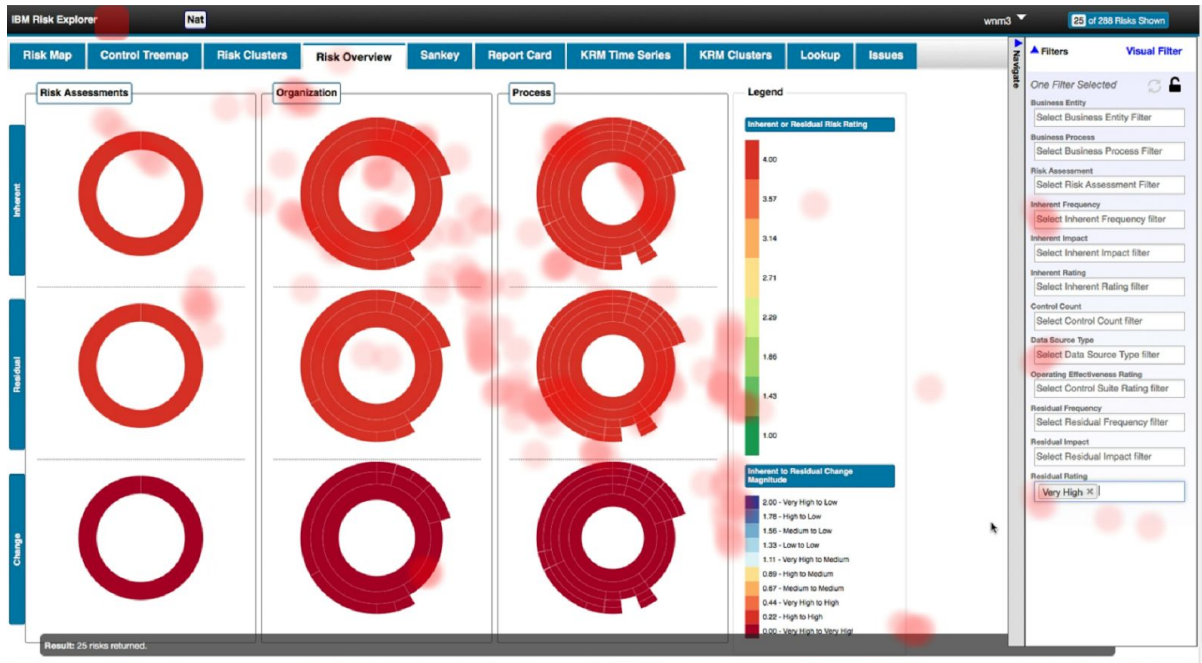 IBM Risk Explorer
Nat
wnm3
25 of 288 Risks Shown
Risk Map
Control Treemap
Risk Clusters
Risk Overview
Sankey
Report Card
KRM Time Series
KRM Clusters
Lookup
Issues
Navigate
Filters
Visual Filter
Risk Assessments
Organization
Process
Legend
Inherent
Residual
Change
Inherent or Residual Risk Rating
4.00
3.57
3.14
2.71
2.29
1.86
1.43
1.00
Inherent to Residual Change
Magnitude
2.00 - Very High to Low
1.78 - High to Low
1.56 - Medium to Low
1.33 - Low to Low
1.11 - Very High to Medium
0.89 - High to Medium
0.67 - Medium to Medium
0.44 - Very High to High
0.22 - High to High
0.00 - Very High to Very High
One Filter Selected
Business Entity
Select Business Entity Filter
Business Process
Select Business Process Filter
Risk Assessment
Select Risk Assessment Filter
Inherent Frequency
Select Inherent Frequency filter
Inherent Impact
Select Inherent Impact filter
Inherent Rating
Select Inherent Rating filter
Control Count
Select Control Count filter
Data Source Type
Select Data Source Type filter
Operating Effectiveness Rating
Select Control Suite Rating filter
Residual Frequency
Select Residual Frequency filter
Residual Impact
Select Residual Impact filter
Residual Rating
Very High ✖
Result: 25 risks returned.